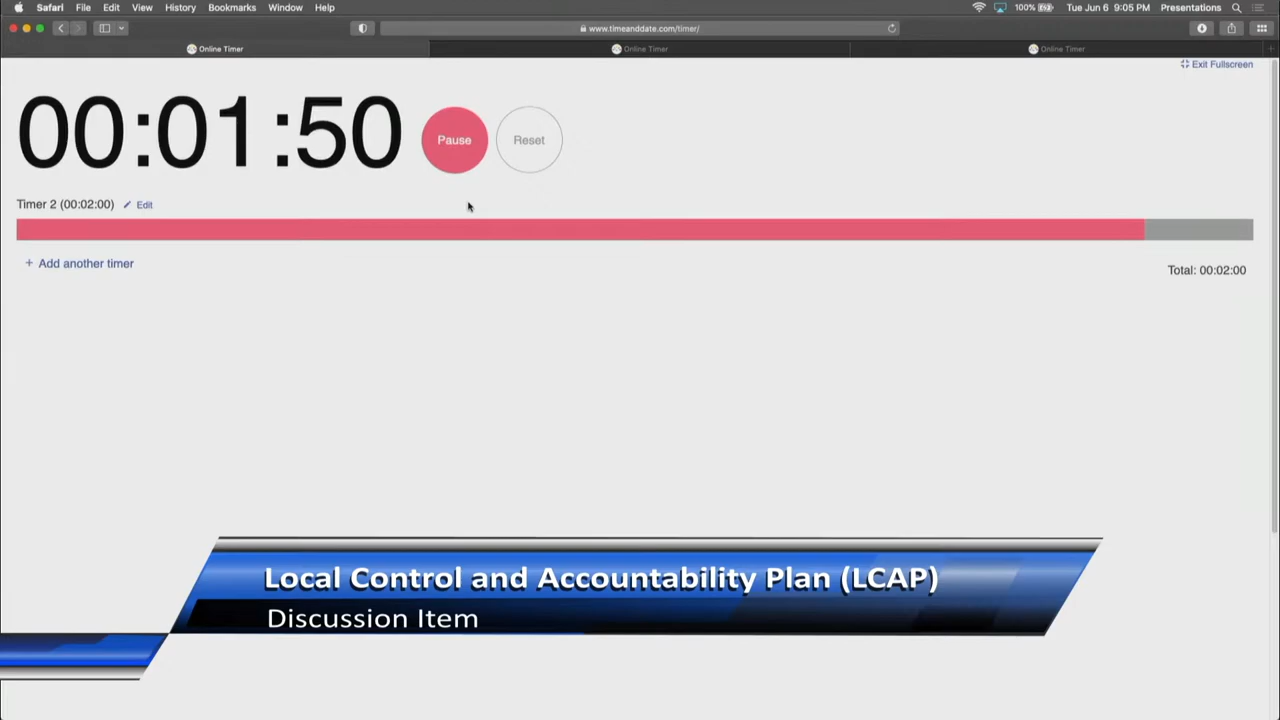 Safari File Edit View History Bookmarks Window Help 100% Tue Jun 6 9:05 PM Presentations
www.timeanddate.com/timer/
Online Timer Online Timer Online Timer
Exit Fullscreen
00:01:50 Pause Reset
Timer 2 (00:02:00) Edit
+ Add another timer
Total: 00:02:00
Local Control and Accountability Plan (LCAP)
Discussion Item